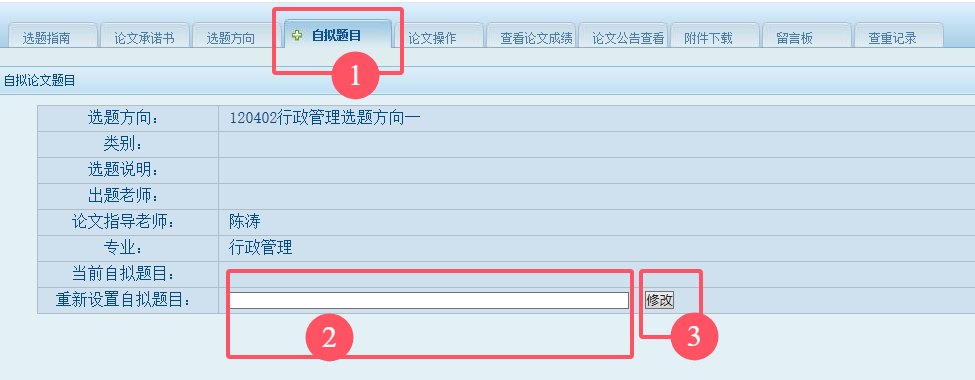 选题指南 论文承诺书 选题方向 自拟题目 论文操作 查看论文成绩 论文公告查看 附件下载 留言板 查重记录
1
自拟论文题目
选题方向： 120402行政管理选题方向一
类别：
选题说明：
出题老师：
论文指导老师： 陈涛
专业： 行政管理
当前自拟题目：
重新设置自拟题目： 修改
2 3